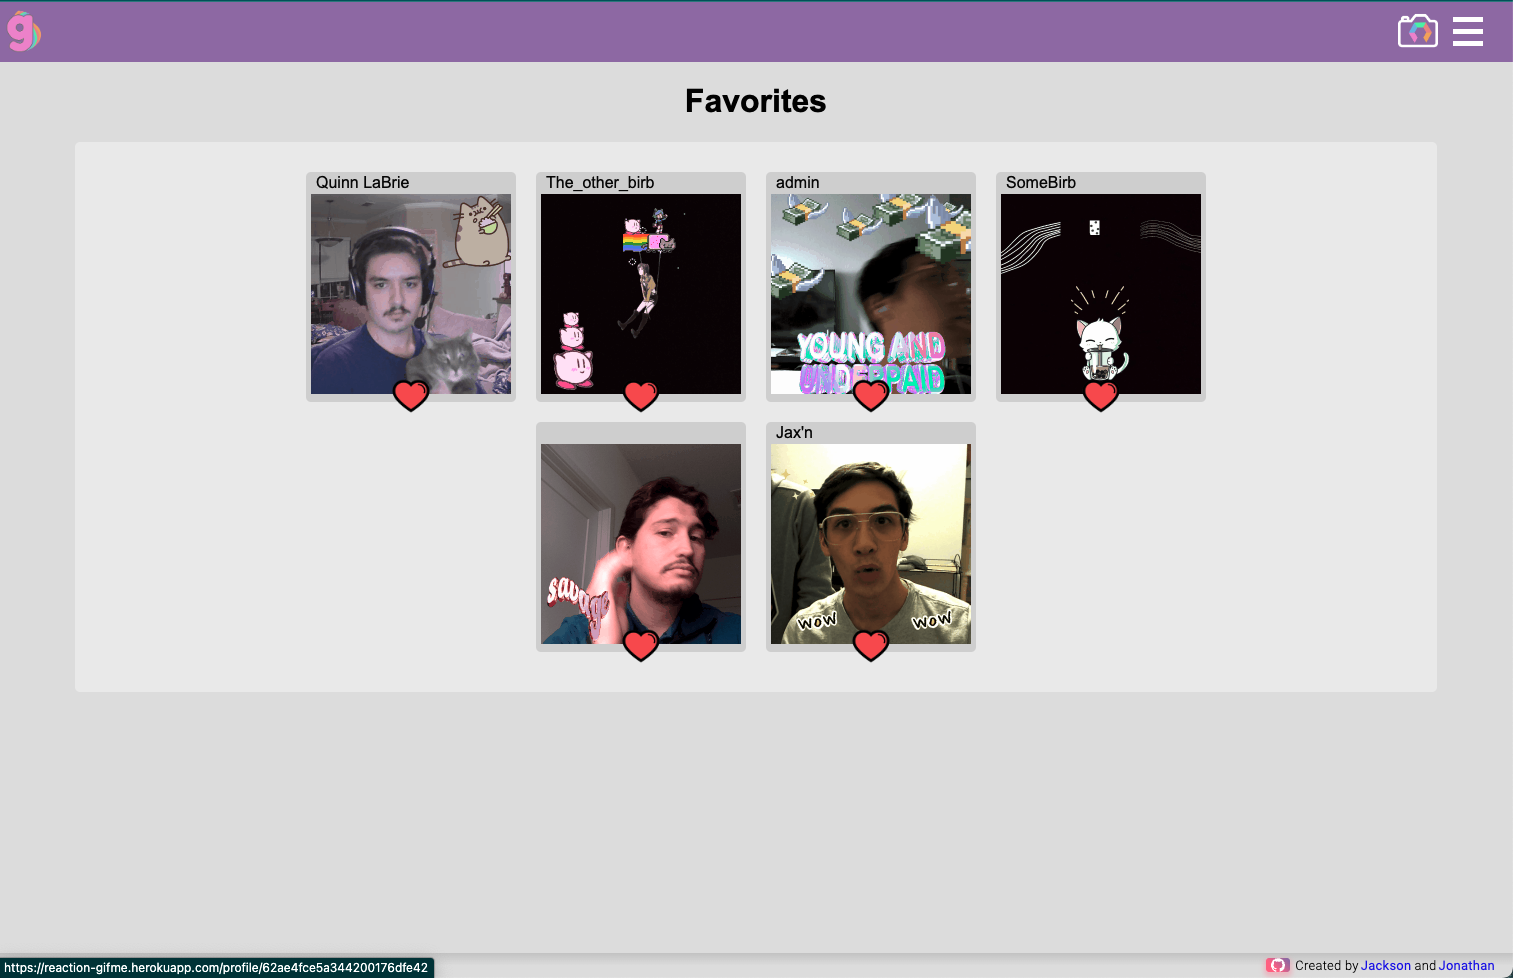 g
Favorites
Quinn LaBrie
The_other_birb
admin
SomeBirb
YOUNG AND
UNDERPAID
Jax'n
savage
wow wow
https://reaction-gifme.herokuapp.com/profile/62ae4fce5a344200176dfe42
Created by Jackson and Jonathan